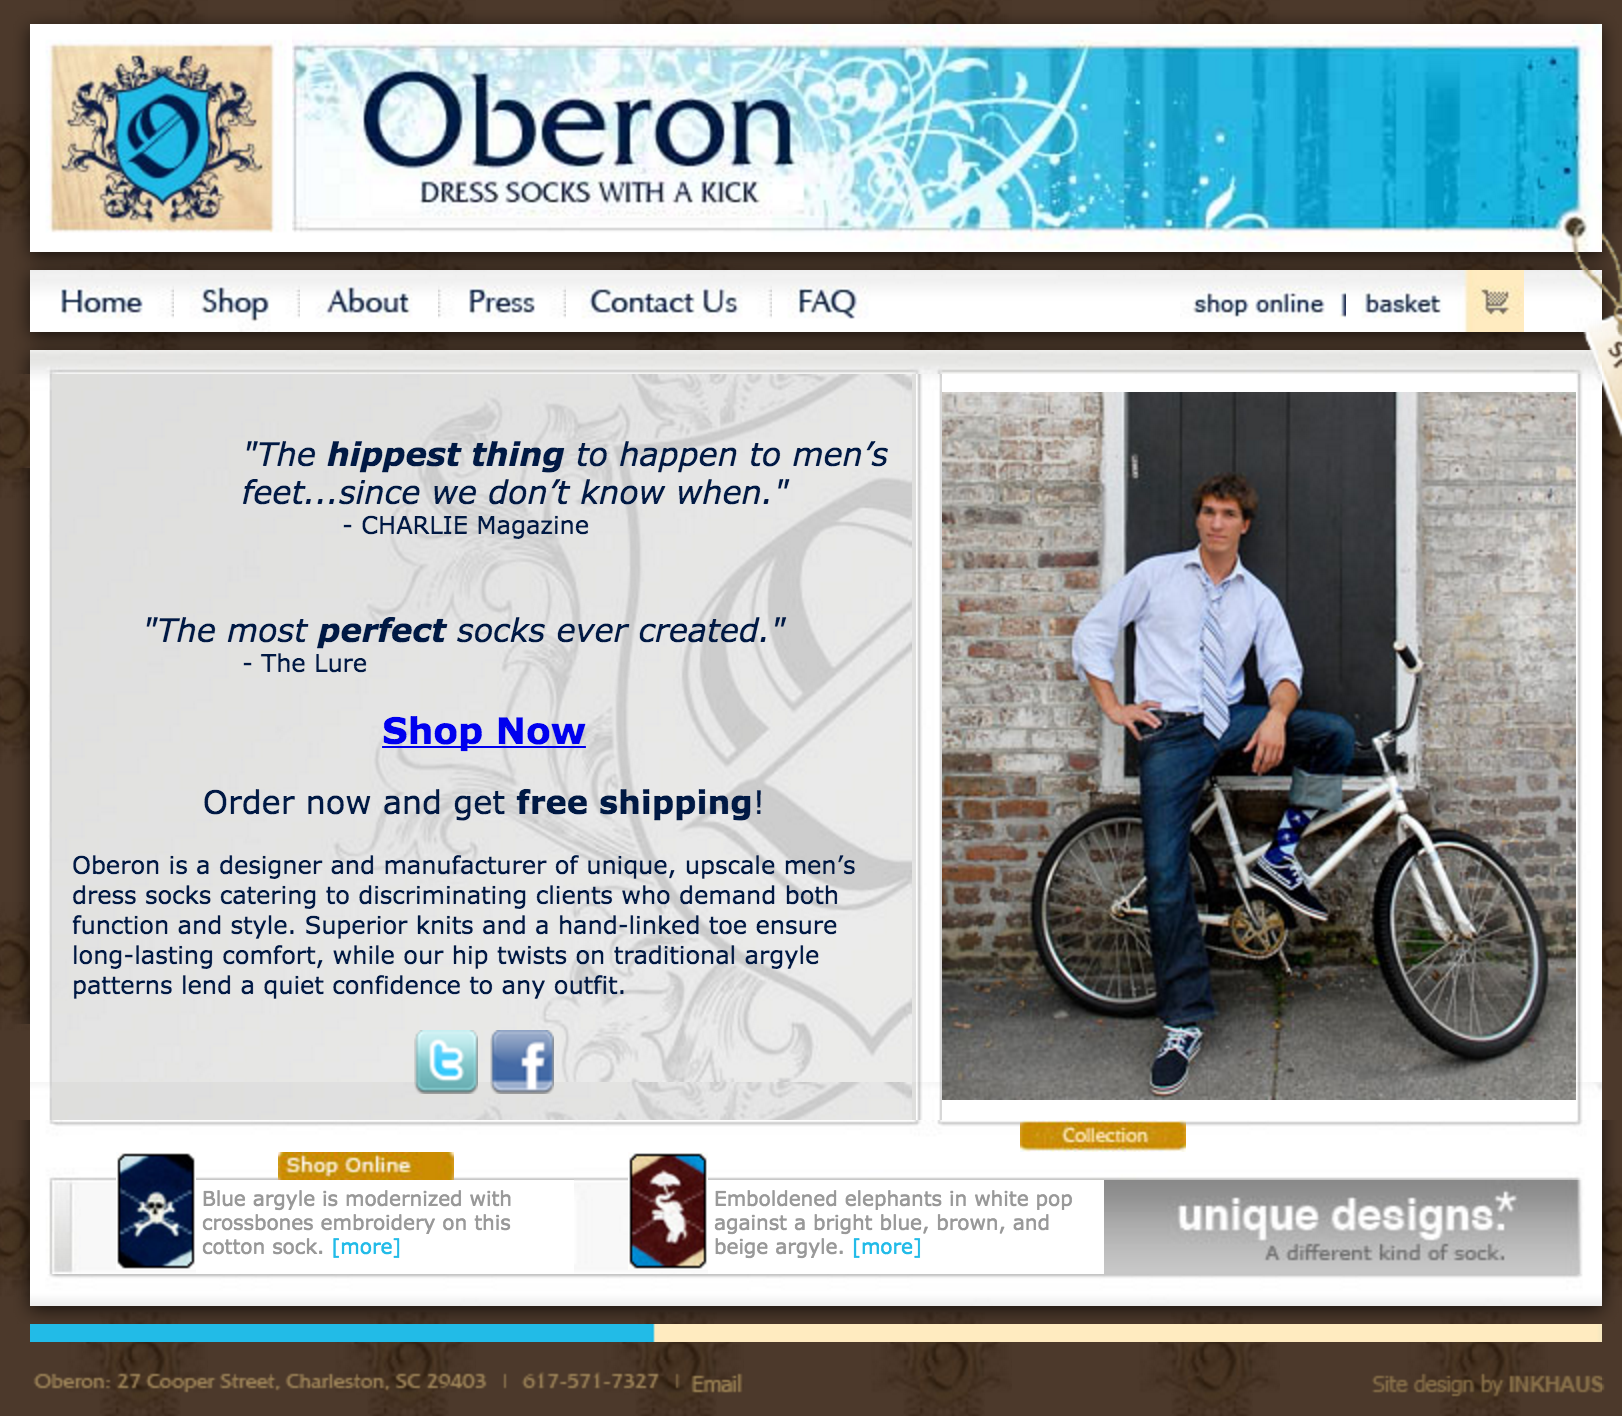 Oberon
DRESS SOCKS WITH A KICK
Home
Shop
About
Press
Contact Us
FAQ
shop online | basket
"The hippest thing to happen to men’s
feet...since we don’t know when."
- CHARLIE Magazine
"The most perfect socks ever created."
- The Lure
Shop Now
Order now and get free shipping!
Oberon is a designer and manufacturer of unique, upscale men’s
dress socks catering to discriminating clients who demand both
function and style. Superior knits and a hand-linked toe ensure
long-lasting comfort, while our hip twists on traditional argyle
patterns lend a quiet confidence to any outfit.
Collection
Shop Online
Blue argyle is modernized with
crossbones embroidery on this
cotton sock. [more]
Emboldened elephants in white pop
against a bright blue, brown, and
beige argyle. [more]
unique designs.*
A different kind of sock.
Oberon: 27 Cooper Street, Charleston, SC 29403 | 617-571-7327 | Email
Site design by INKHAUS